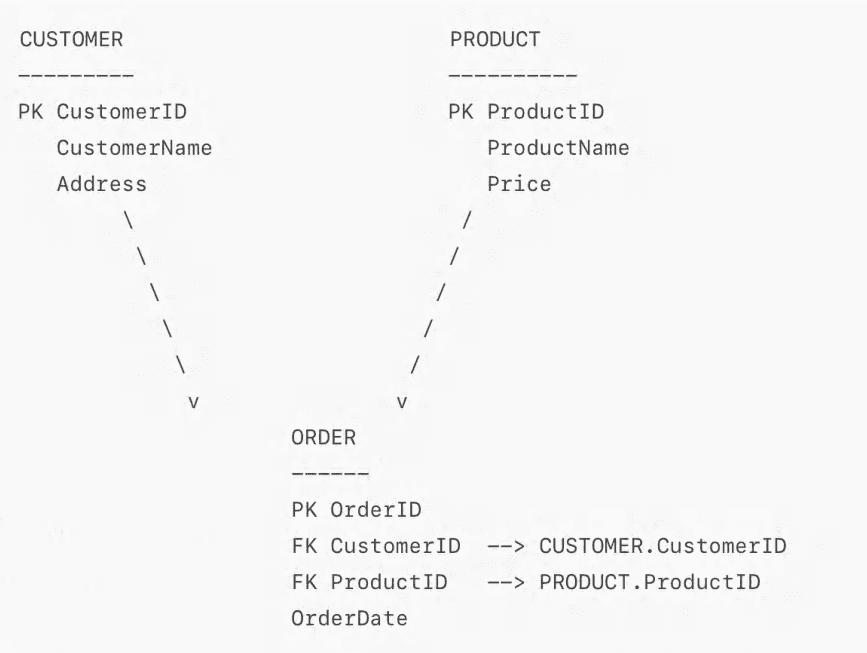 CUSTOMER PRODUCT
--------- ----------
PK CustomerID PK ProductID
CustomerName ProductName
Address Price
\ /
\ /
\ /
\ /
\ /
v v
ORDER
------
PK OrderID
FK CustomerID --> CUSTOMER.CustomerID
FK ProductID --> PRODUCT.ProductID
OrderDate